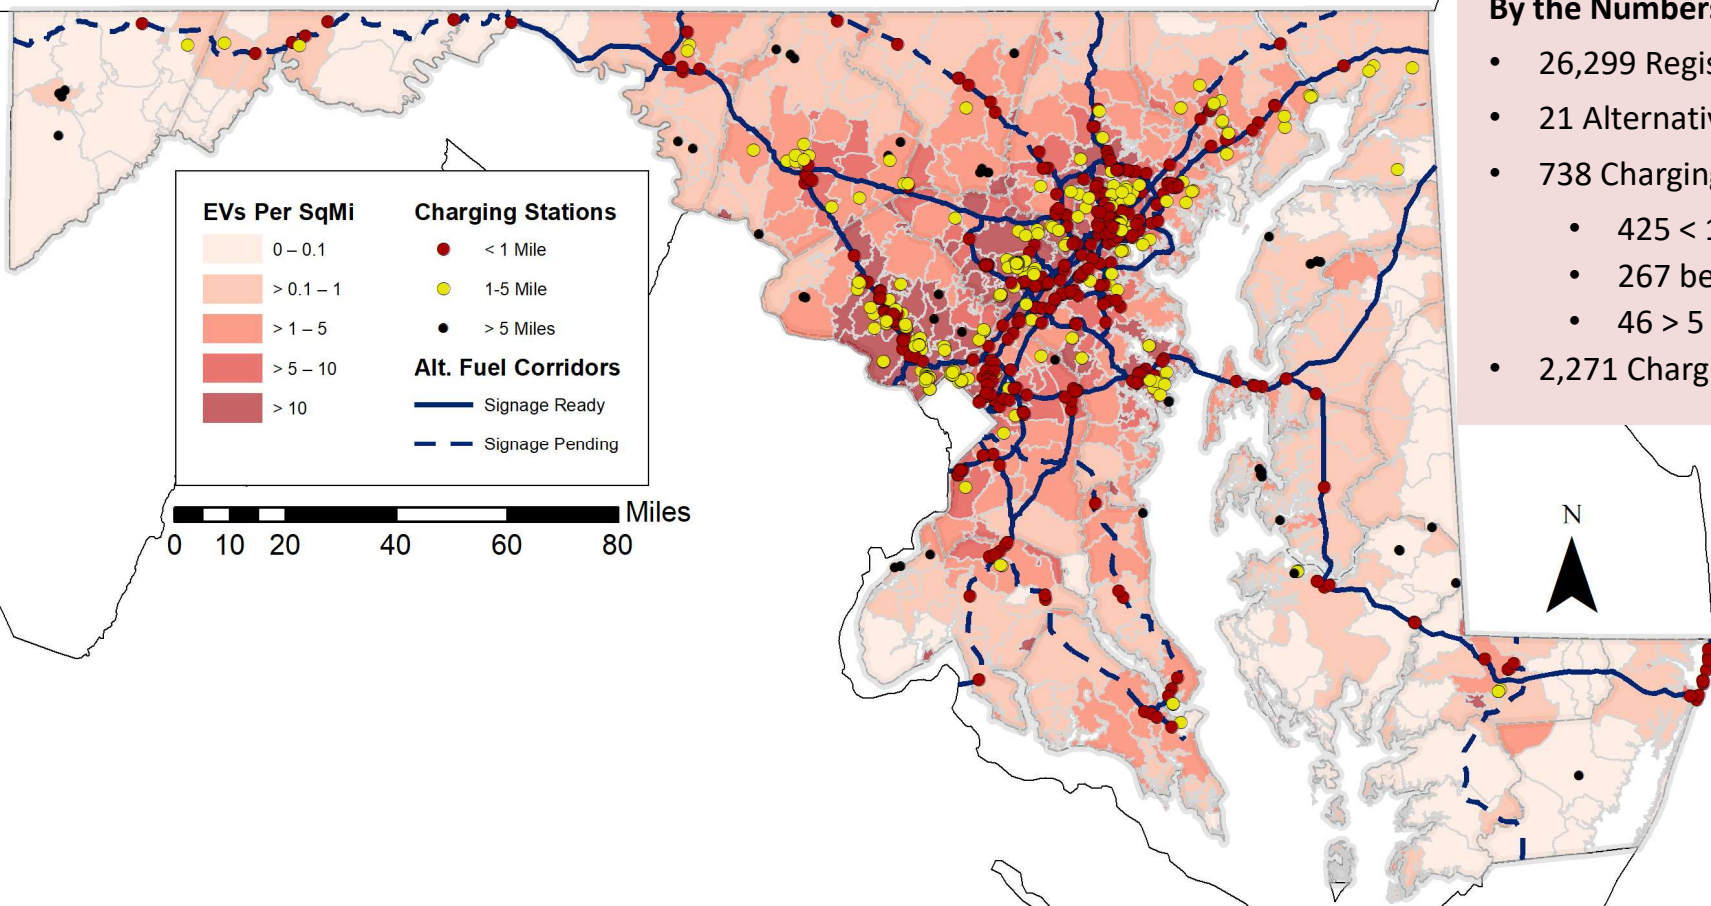 By the Numbers
• 26,299 Regis
• 21 Alternativ
• 738 Charging
• 425 < 1
• 267 be
• 46 > 5
• 2,271 Charg
EVs Per SqMi
0 – 0.1
> 0.1 – 1
> 1 – 5
> 5 – 10
> 10
Charging Stations
< 1 Mile
1-5 Mile
> 5 Miles
Alt. Fuel Corridors
Signage Ready
Signage Pending
Miles
0 10 20 40 60 80
N